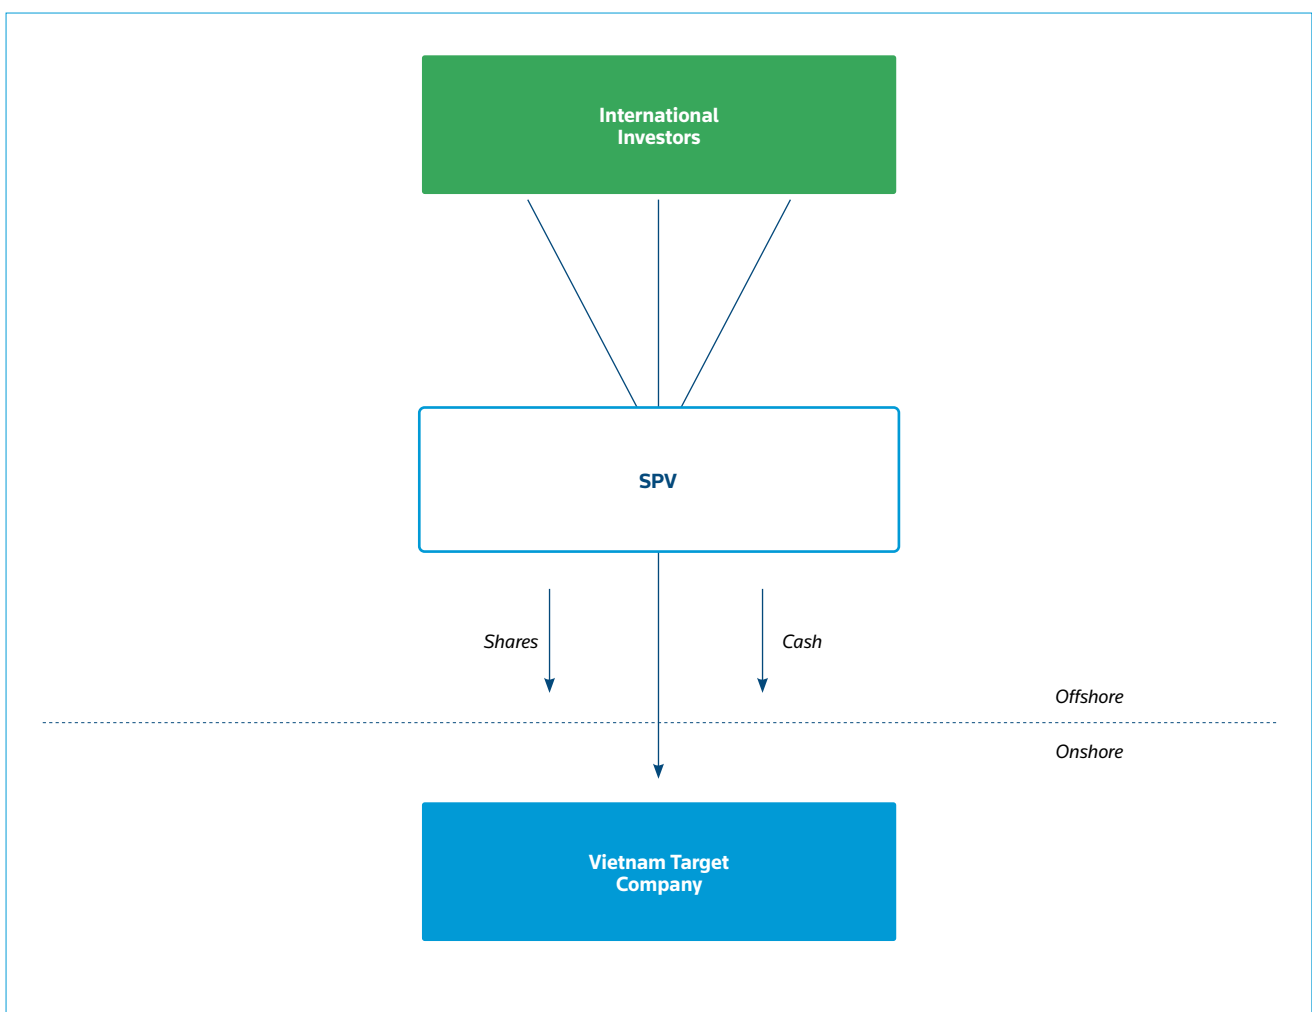 International
Investors
SPV
Shares
Cash
Offshore
Onshore
Vietnam Target
Company